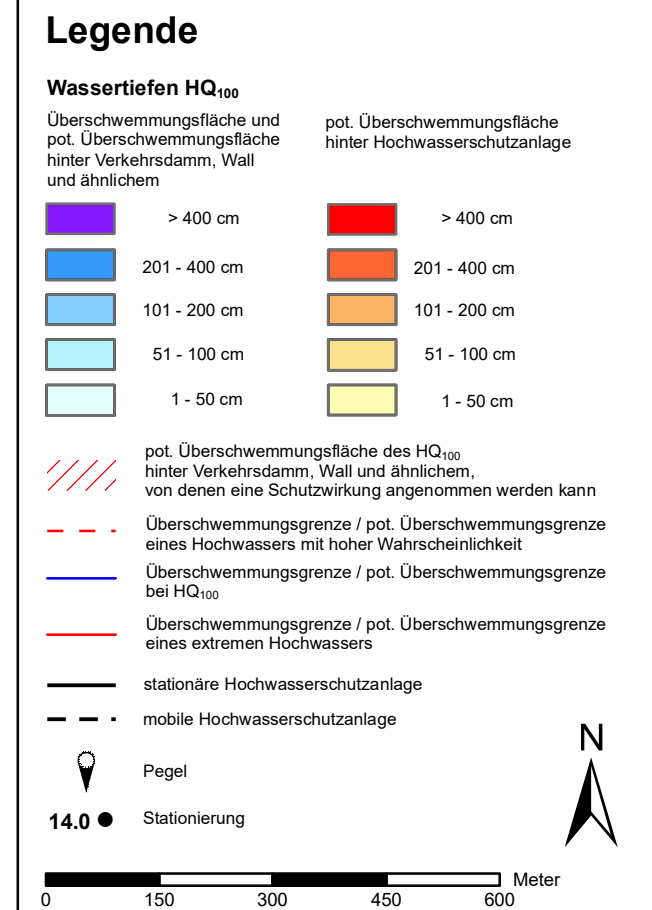 Legende
Wassertiefen HQ100
Überschwemmungsfläche und
pot. Überschwemmungsfläche
hinter Verkehrsdamm, Wall
und ähnlichem
pot. Überschwemmungsfläche
hinter Hochwasserschutzanlage
> 400 cm
> 400 cm
201 - 400 cm
201 - 400 cm
101 - 200 cm
101 - 200 cm
51 - 100 cm
51 - 100 cm
1 - 50 cm
1 - 50 cm
pot. Überschwemmungsfläche des HQ100
hinter Verkehrsdamm, Wall und ähnlichem,
von denen eine Schutzwirkung angenommen werden kann
Überschwemmungsgrenze / pot. Überschwemmungsgrenze
eines Hochwassers mit hoher Wahrscheinlichkeit
Überschwemmungsgrenze / pot. Überschwemmungsgrenze
bei HQ100
Überschwemmungsgrenze / pot. Überschwemmungsgrenze
eines extremen Hochwassers
stationäre Hochwasserschutzanlage
mobile Hochwasserschutzanlage
N
Pegel
14.0 Stationierung
Meter
0 150 300 450 600